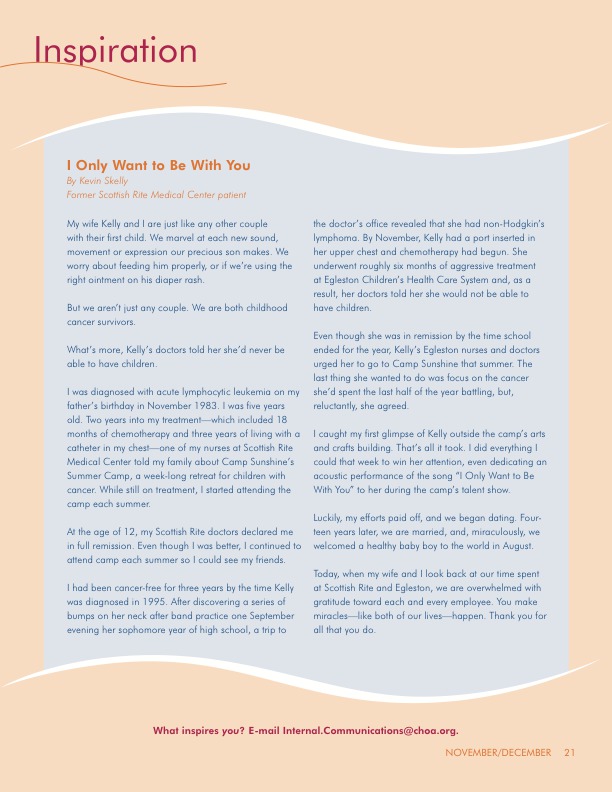 Inspiration
I Only Want to Be With You
By Kevin Skelly
Former Scottish Rite Medical Center patient
My wife Kelly and I are just like any other couple
with their first child. We marvel at each new sound,
movement or expression our precious son makes. We
worry about feeding him properly, or if we’re using the
right ointment on his diaper rash.
But we aren’t just any couple. We are both childhood
cancer survivors.
What’s more, Kelly’s doctors told her she’d never be
able to have children.
I was diagnosed with acute lymphocytic leukemia on my
father’s birthday in November 1983. I was five years
old. Two years into my treatment—which included 18
months of chemotherapy and three years of living with a
catheter in my chest—one of my nurses at Scottish Rite
Medical Center told my family about Camp Sunshine’s
Summer Camp, a week-long retreat for children with
cancer. While still on treatment, I started attending the
camp each summer.
At the age of 12, my Scottish Rite doctors declared me
in full remission. Even though I was better, I continued to
attend camp each summer so I could see my friends.
I had been cancer-free for three years by the time Kelly
was diagnosed in 1995. After discovering a series of
bumps on her neck after band practice one September
evening her sophomore year of high school, a trip to
the doctor’s office revealed that she had non-Hodgkin’s
lymphoma. By November, Kelly had a port inserted in
her upper chest and chemotherapy had begun. She
underwent roughly six months of aggressive treatment
at Egleston Children’s Health Care System and, as a
result, her doctors told her she would not be able to
have children.
Even though she was in remission by the time school
ended for the year, Kelly’s Egleston nurses and doctors
urged her to go to Camp Sunshine that summer. The
last thing she wanted to do was focus on the cancer
she’d spent the last half of the year battling, but,
reluctantly, she agreed.
I caught my first glimpse of Kelly outside the camp’s arts
and crafts building. That’s all it took. I did everything I
could that week to win her attention, even dedicating an
acoustic performance of the song “I Only Want to Be
With You” to her during the camp’s talent show.
Luckily, my efforts paid off, and we began dating. Four-
teen years later, we are married, and, miraculously, we
welcomed a healthy baby boy to the world in August.
Today, when my wife and I look back at our time spent
at Scottish Rite and Egleston, we are overwhelmed with
gratitude toward each and every employee. You make
miracles—like both of our lives—happen. Thank you for
all that you do.
What inspires you? E-mail Internal.Communications@choa.org.
NOVEMBER/DECEMBER 21